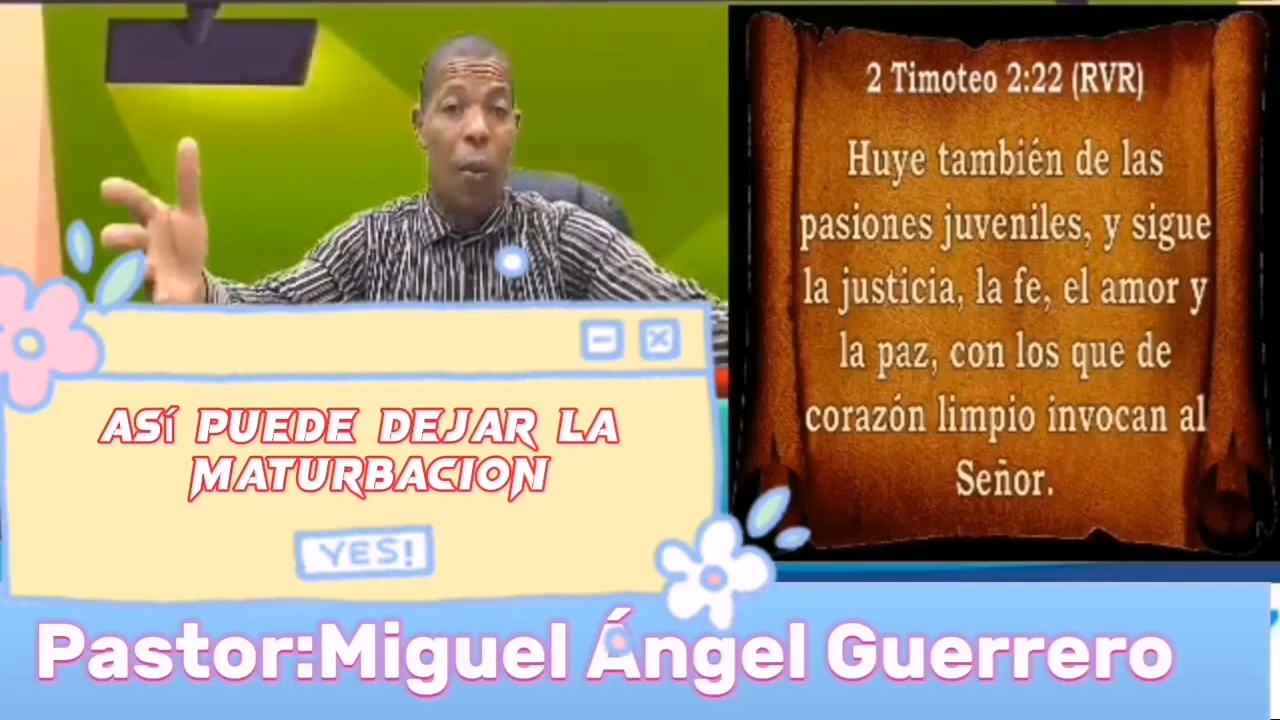 2 Timoteo 2:22 (RVR)
Huye también de las
pasiones juveniles, y sigue
la justicia, la fe, el amor y
la paz, con los que de
corazón limpio invocan al
Señor.
ASÍ PUEDE DEJAR LA
MATURBACION
YES!
Pastor:Miguel Ángel Guerrero